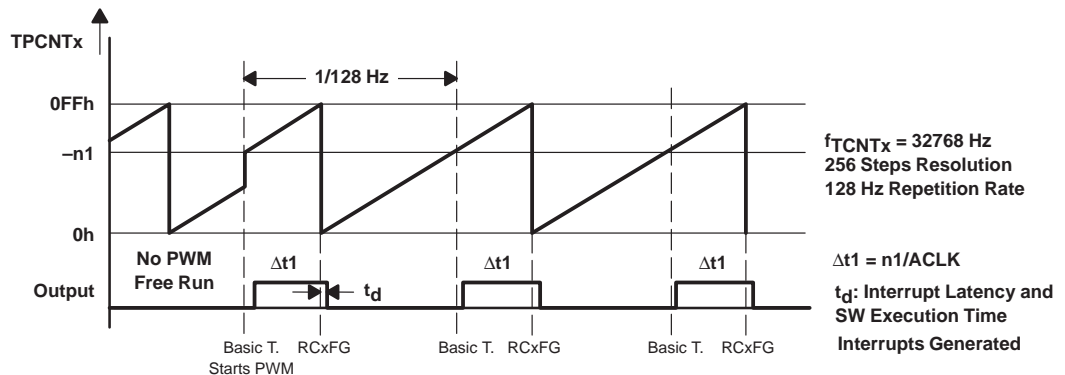 TPCNTx
1/128 Hz
0FFh
–n1
0h
fTCNTx = 32768 Hz
256 Steps Resolution
128 Hz Repetition Rate
No PWM
Free Run
Δt1
Δt1
Δt1
Δt1 = n1/ACLK
Output
td
td: Interrupt Latency and
SW Execution Time
Basic T.
Starts PWM
RCxFG
Basic T.
RCxFG
Basic T.
RCxFG
Interrupts Generated